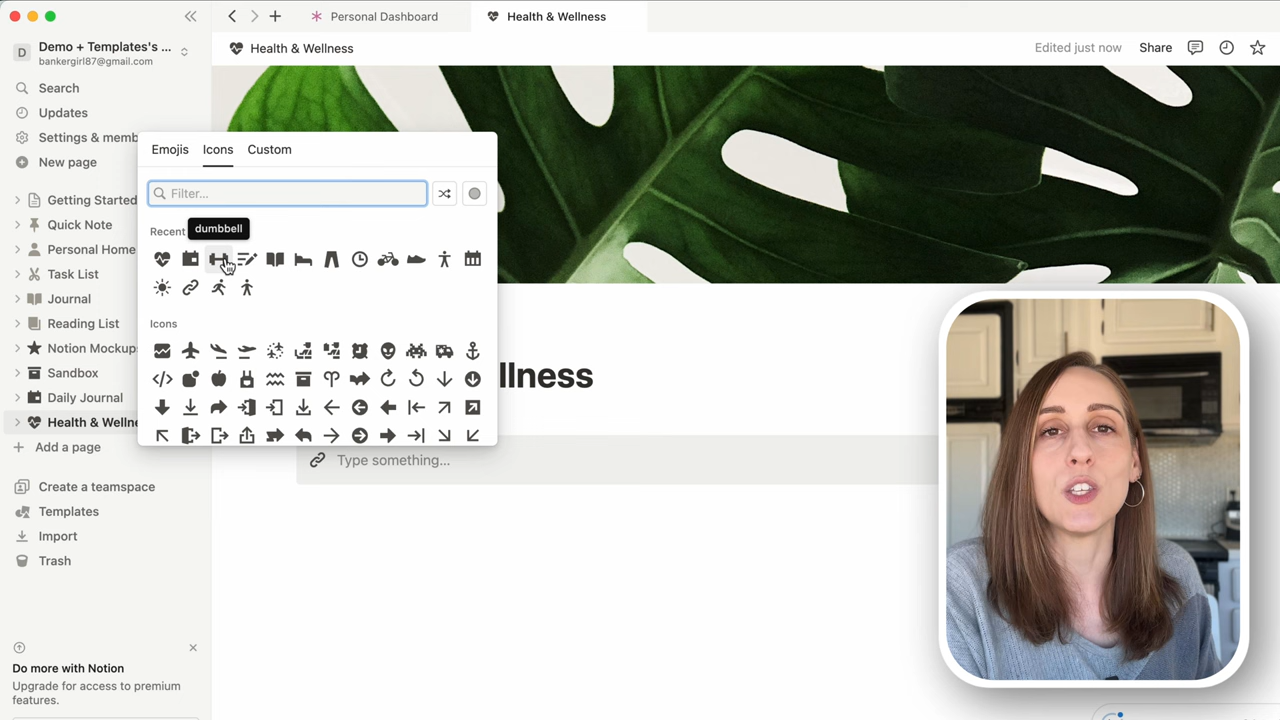 Personal Dashboard
Health & Wellness
D
Demo + Templates's ...
bankergirl87@gmail.com
Health & Wellness
Edited just now
Share
Search
Updates
Settings & memb
New page
Getting Started
Quick Note
Personal Home
Task List
Journal
Reading List
Notion Mockup
Sandbox
Daily Journal
Health & Wellne
Add a page
Create a teamspace
Templates
Import
Trash
Do more with Notion
Upgrade for access to premium
features.
Emojis
Icons
Custom
Filter...
Recent
dumbbell
Icons
llness
Type something...